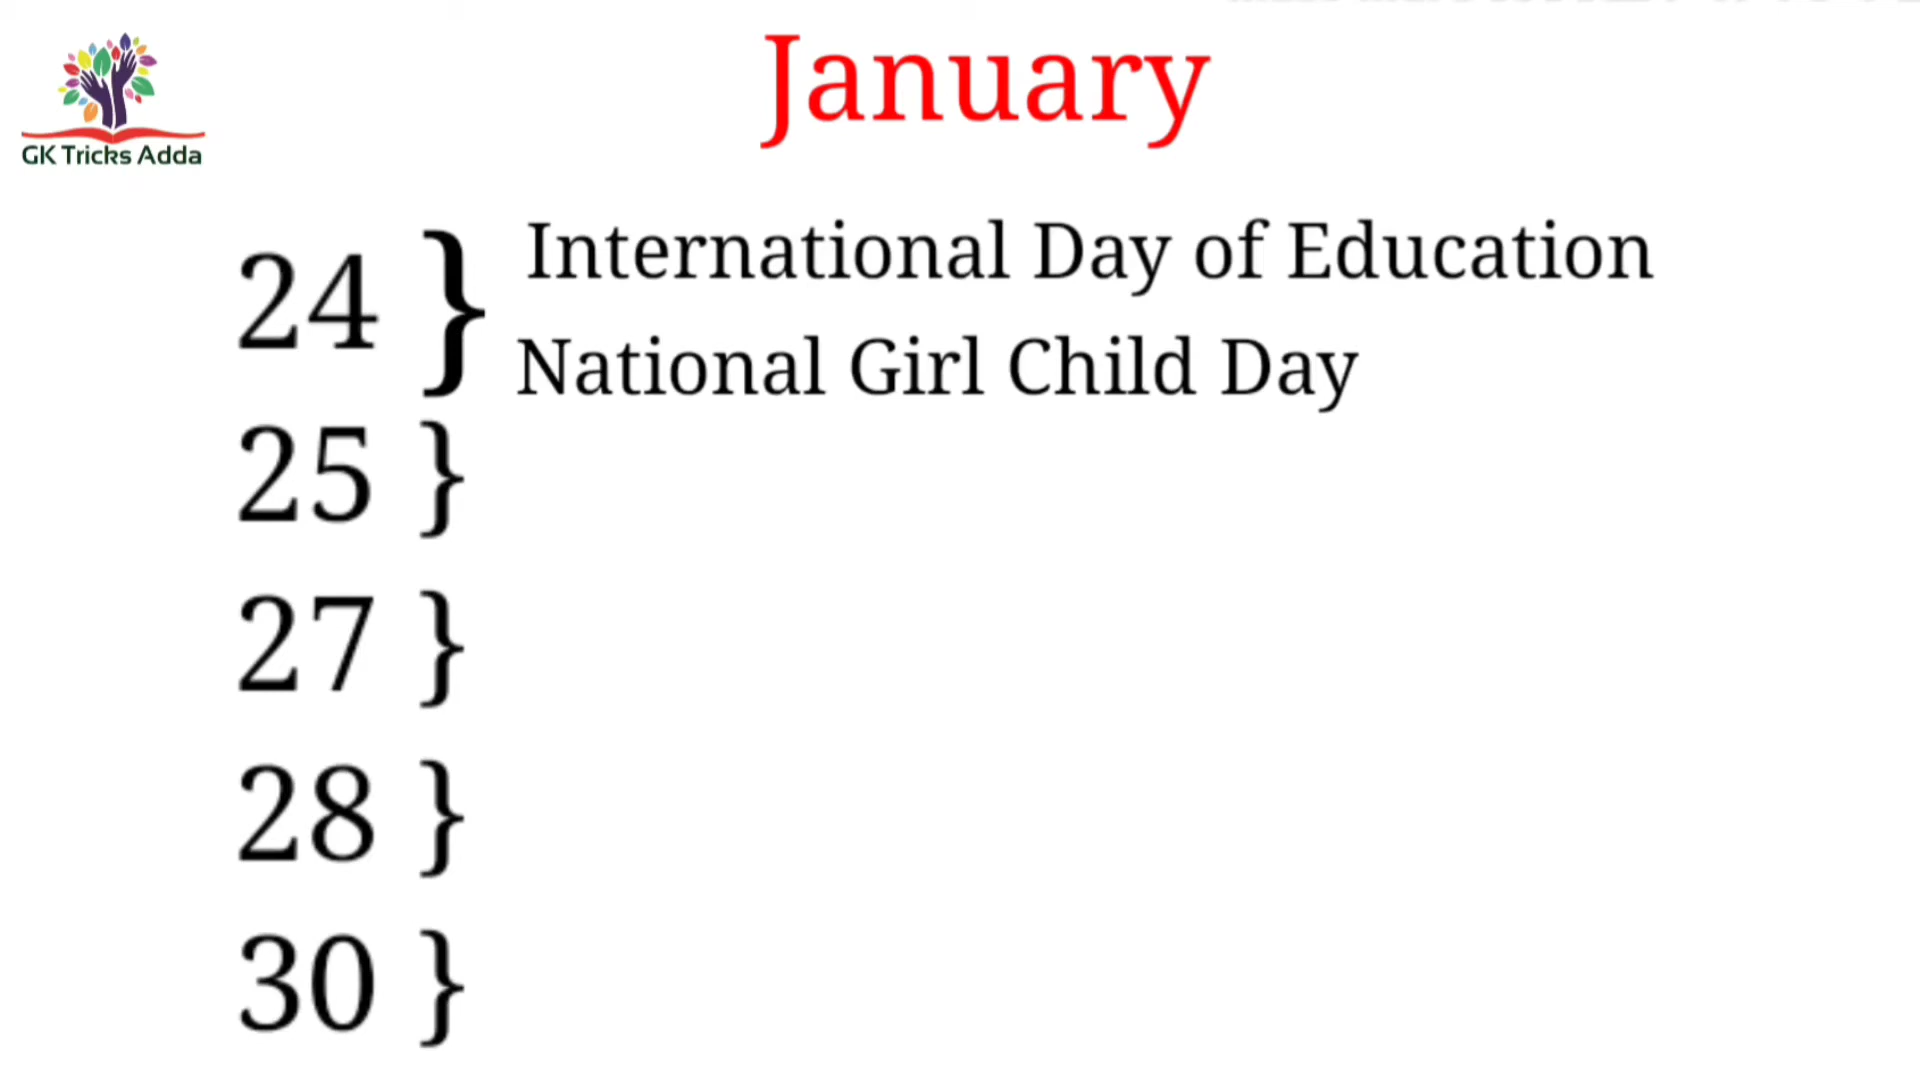 January
GK Tricks Adda
24 } International Day of Education
National Girl Child Day
25 }
27 }
28 }
30 }